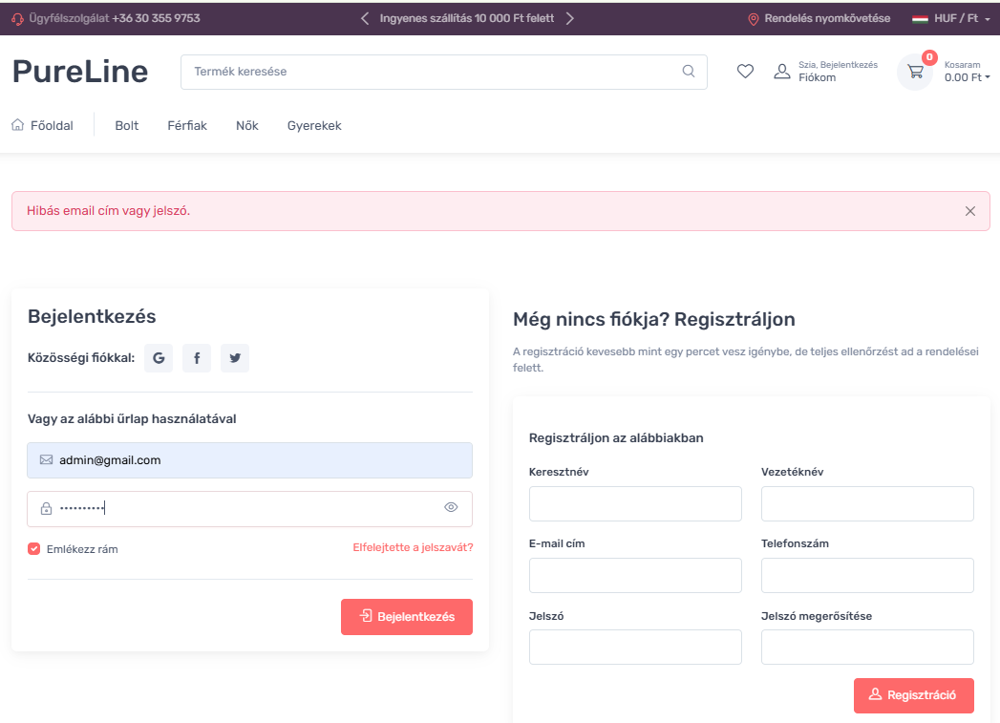 Ügyfélszolgálat +36 30 355 9753
Ingyenes szállítás 10 000 Ft felett
Rendelés nyomkövetése
HUF / Ft
PureLine
Termék keresése
Szia, Bejelentkezés
Fiókom
0
Kosaram
0.00 Ft
Főoldal
Bolt
Férfiak
Nők
Gyerekek
Hibás email cím vagy jelszó.
Bejelentkezés
Közösségi fiókkal:
Vagy az alábbi űrlap használatával
admin@gmail.com
Emlékezz rám
Elfelejtette a jelszavát?
Bejelentkezés
Még nincs fiókja? Regisztráljon
A regisztráció kevesebb mint egy percet vesz igénybe, de teljes ellenőrzést ad a rendelései
felett.
Regisztráljon az alábbiakban
Keresztnév
Vezetéknév
E-mail cím
Telefonszám
Jelszó
Jelszó megerősítése
Regisztráció